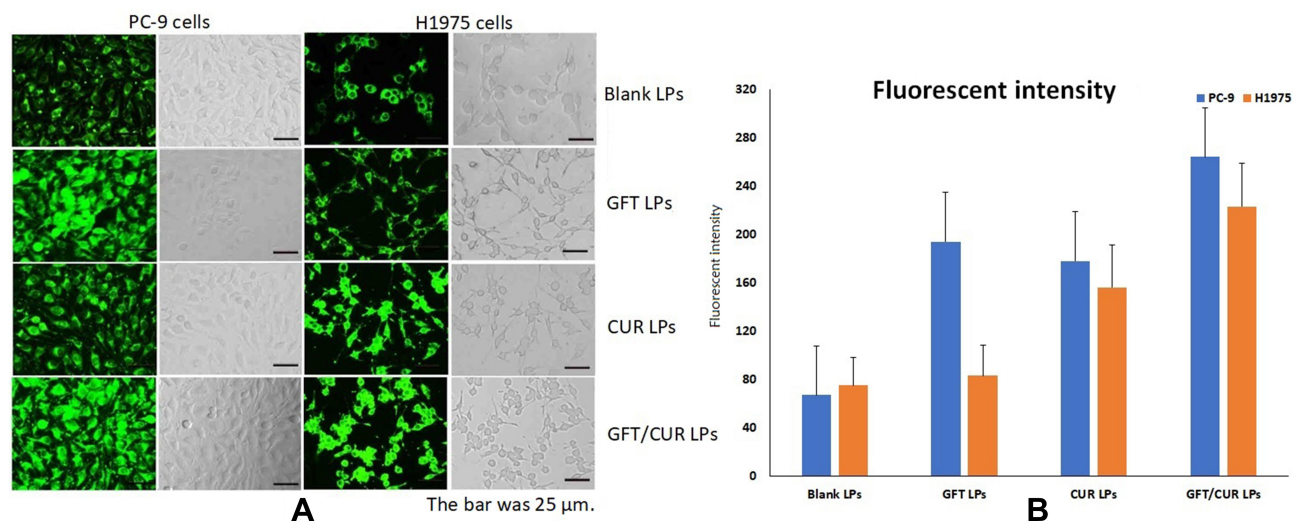 PC-9 cells
H1975 cells
Blank LPs
GFT LPs
CUR LPs
GFT/CUR LPs
The bar was 25 μm.
A
Fluorescent intensity
PC-9 H1975
Fluorescent intensity
320
280
240
200
160
120
80
40
0
Blank LPs GFT LPs CUR LPs GFT/CUR LPs
B